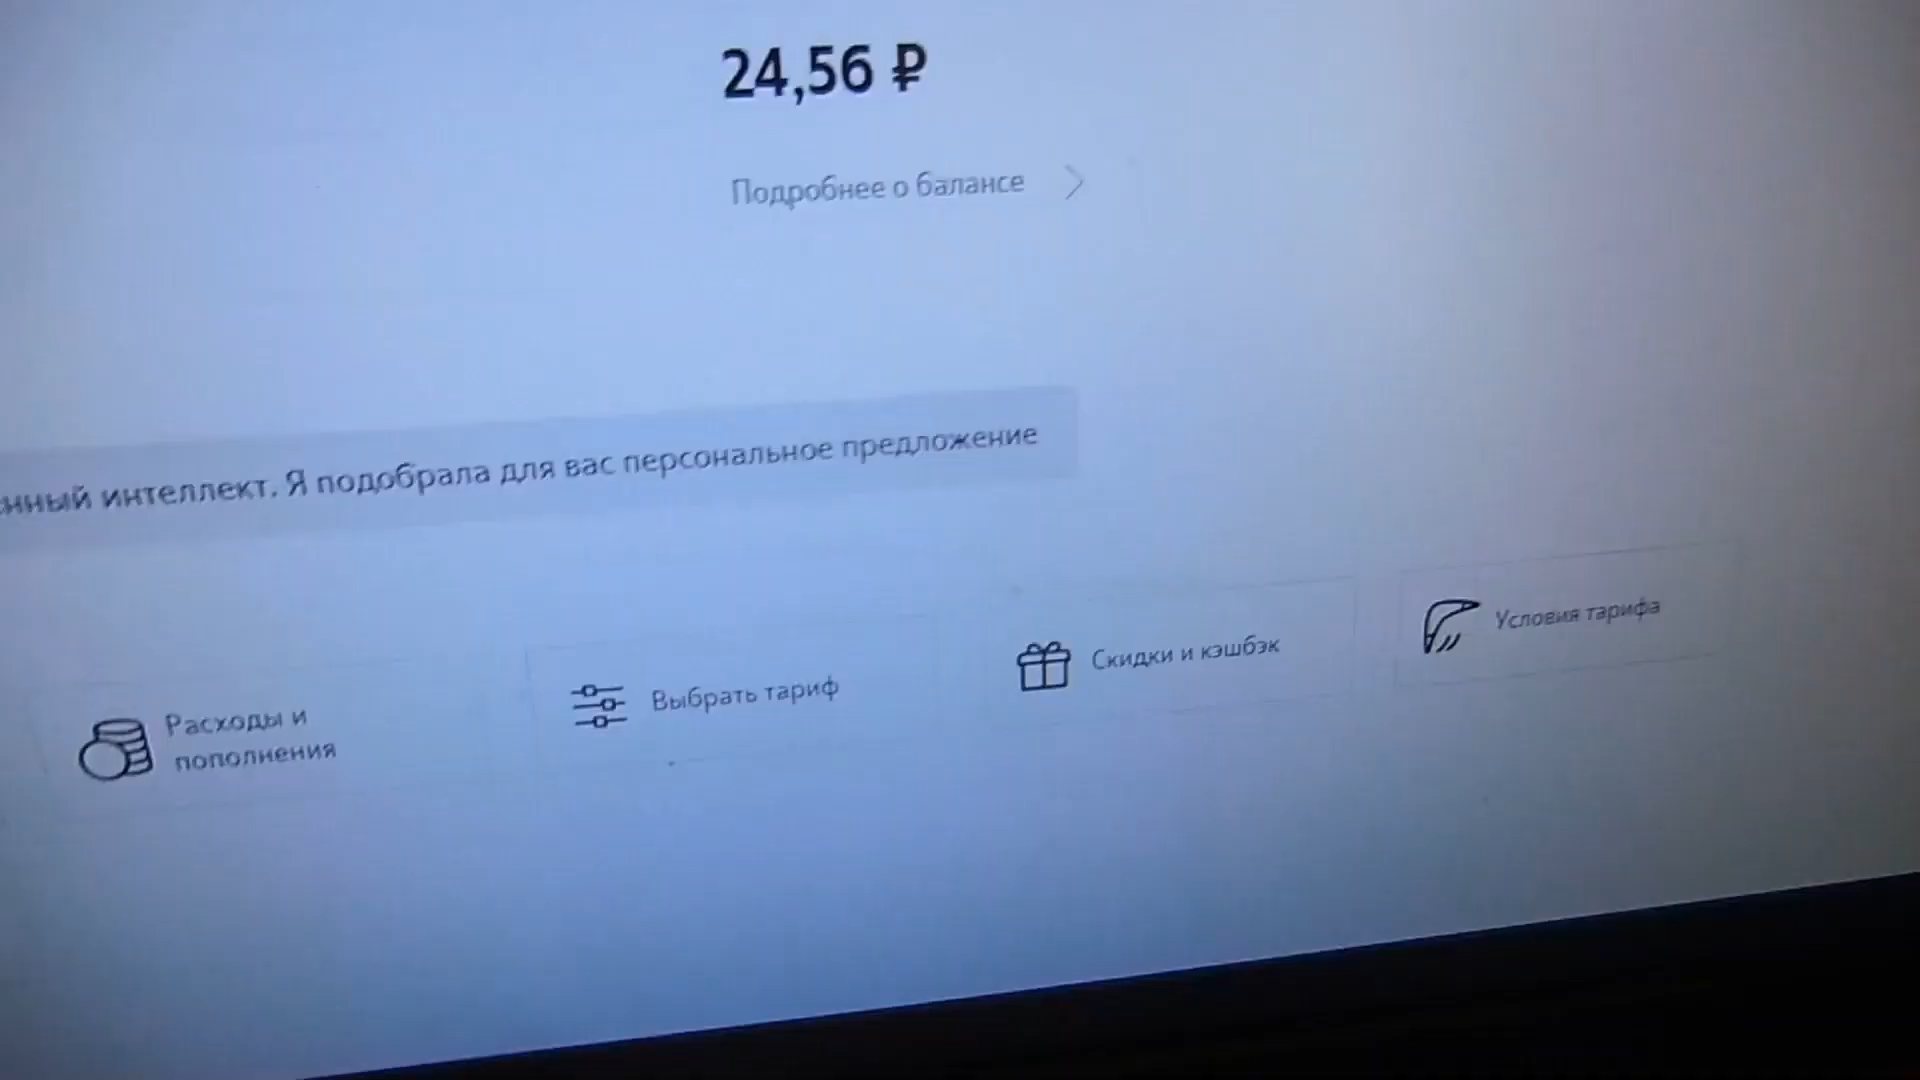 24,56 ₽
Подробнее о балансе
нный интеллект. Я подобрала для вас персональное предложение
Расходы и
пополнения
Выбрать тариф
Скидки и кэшбэк
Условия тарифа